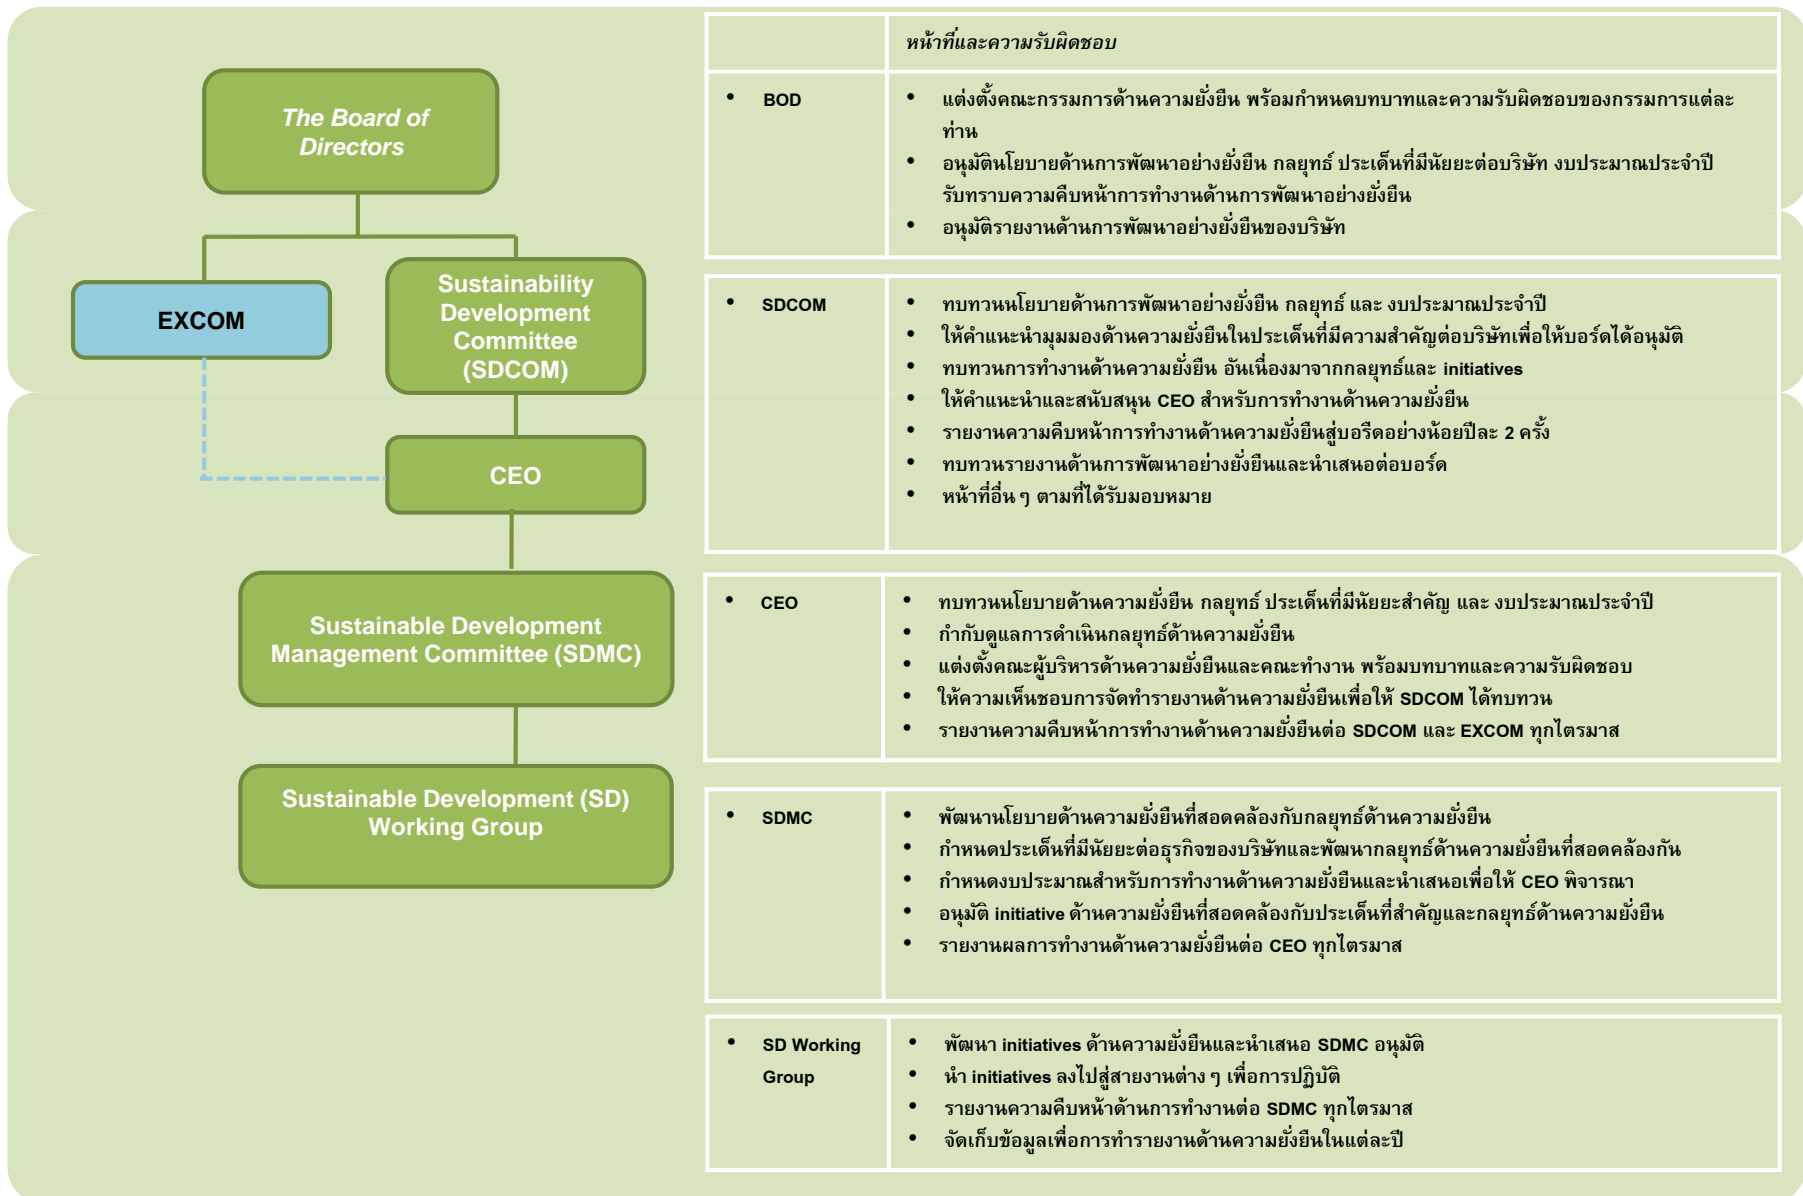 The Board of
Directors
EXCOM
Sustainability
Development
Committee
(SDCOM)
CEO
Sustainable Development
Management Committee (SDMC)
Sustainable Development (SD)
Working Group
หน้าที่และความรับผิดชอบ
• BOD
• แต่งตั้งคณะกรรมการด้านความยั่งยืน พร้อมกำหนดบทบาทและความรับผิดชอบของกรรมการแต่ละ
ท่าน
• อนุมัตินโยบายด้านการพัฒนาอย่างยั่งยืน กลยุทธ์ ประเด็นที่มีนัยยะต่อบริษัท งบประมาณประจำปี
รับทราบความคืบหน้าการทำงานด้านการพัฒนาอย่างยั่งยืน
• อนุมัติรายงานด้านการพัฒนาอย่างยั่งยืนของบริษัท
• SDCOM
• ทบทวนนโยบายด้านการพัฒนาอย่างยั่งยืน กลยุทธ์ และ งบประมาณประจำปี
• ให้คำแนะนำมุมมองด้านความยั่งยืนในประเด็นที่มีความสำคัญต่อบริษัทเพื่อให้บอร์ดได้อนุมัติ
• ทบทวนการทำงานด้านความยั่งยืน อันเนื่องมาจากกลยุทธ์และ initiatives
• ให้คำแนะนำและสนับสนุน CEO สำหรับการทำงานด้านความยั่งยืน
• รายงานความคืบหน้าการทำงานด้านความยั่งยืนสู่บอรืดอย่างน้อยปีละ 2 ครั้ง
• ทบทวนรายงานด้านการพัฒนาอย่างยั่งยืนและนำเสนอต่อบอร์ด
• หน้าที่อื่น ๆ ตามที่ได้รับมอบหมาย
• CEO
• ทบทวนนโยบายด้านความยั่งยืน กลยุทธ์ ประเด็นที่มีนัยยะสำคัญ และ งบประมาณประจำปี
• กำกับดูแลการดำเนินกลยุทธ์ด้านความยั่งยืน
• แต่งตั้งคณะผู้บริหารด้านความยั่งยืนและคณะทำงาน พร้อมบทบาทและความรับผิดชอบ
• ให้ความเห็นชอบการจัดทำรายงานด้านความยั่งยืนเพื่อให้ SDCOM ได้ทบทวน
• รายงานความคืบหน้าการทำงานด้านความยั่งยืนต่อ SDCOM และ EXCOM ทุกไตรมาส
• SDMC
• พัฒนานโยบายด้านความยั่งยืนที่สอดคล้องกับกลยุทธ์ด้านความยั่งยืน
• กำหนดประเด็นที่มีนัยยะต่อธุรกิจของบริษัทและพัฒนากลยุทธ์ด้านความยั่งยืนที่สอดคล้องกัน
• กำหนดงบประมาณสำหรับการทำงานด้านความยั่งยืนและนำเสนอเพื่อให้ CEO พิจารณา
• อนุมัติ initiative ด้านความยั่งยืนที่สอดคล้องกับประเด็นที่สำคัญและกลยุทธ์ด้านความยั่งยืน
• รายงานผลการทำงานด้านความยั่งยืนต่อ CEO ทุกไตรมาส
• SD Working
Group
• พัฒนา initiatives ด้านความยั่งยืนและนำเสนอ SDMC อนุมัติ
• นำ initiatives ลงไปสู่สายงานต่าง ๆ เพื่อการปฏิบัติ
• รายงานความคืบหน้าด้านการทำงานต่อ SDMC ทุกไตรมาส
• จัดเก็บข้อมูลเพื่อการทำรายงานด้านความยั่งยืนในแต่ละปี